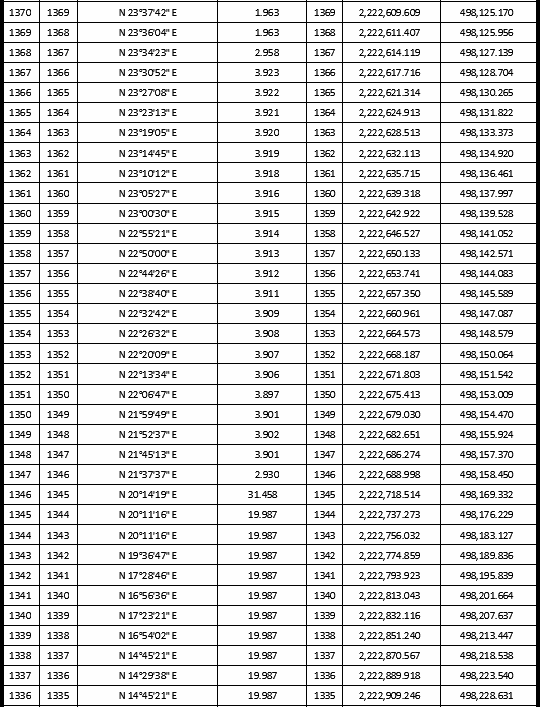 1370 1369 N 23°37'42" E 1.963 1369 2,222,609.609 498,125.170
1369 1368 N 23°36'04" E 1.963 1368 2,222,611.407 498,125.956
1368 1367 N 23°34'23" E 2.958 1367 2,222,614.119 498,127.139
1367 1366 N 23°30'52" E 3.923 1366 2,222,617.716 498,128.704
1366 1365 N 23°27'08" E 3.922 1365 2,222,621.314 498,130.265
1365 1364 N 23°23'13" E 3.921 1364 2,222,624.913 498,131.822
1364 1363 N 23°19'05" E 3.920 1363 2,222,628.513 498,133.373
1363 1362 N 23°14'45" E 3.919 1362 2,222,632.113 498,134.920
1362 1361 N 23°10'12" E 3.918 1361 2,222,635.715 498,136.461
1361 1360 N 23°05'27" E 3.916 1360 2,222,639.318 498,137.997
1360 1359 N 23°00'30" E 3.915 1359 2,222,642.922 498,139.528
1359 1358 N 22°55'21" E 3.914 1358 2,222,646.527 498,141.052
1358 1357 N 22°50'00" E 3.913 1357 2,222,650.133 498,142.571
1357 1356 N 22°44'26" E 3.912 1356 2,222,653.741 498,144.083
1356 1355 N 22°38'40" E 3.911 1355 2,222,657.350 498,145.589
1355 1354 N 22°32'42" E 3.909 1354 2,222,660.961 498,147.087
1354 1353 N 22°26'32" E 3.908 1353 2,222,664.573 498,148.579
1353 1352 N 22°20'09" E 3.907 1352 2,222,668.187 498,150.064
1352 1351 N 22°13'34" E 3.906 1351 2,222,671.803 498,151.542
1351 1350 N 22°06'47" E 3.897 1350 2,222,675.413 498,153.009
1350 1349 N 21°59'49" E 3.901 1349 2,222,679.030 498,154.470
1349 1348 N 21°52'37" E 3.902 1348 2,222,682.651 498,155.924
1348 1347 N 21°45'13" E 3.901 1347 2,222,686.274 498,157.370
1347 1346 N 21°37'37" E 2.930 1346 2,222,688.998 498,158.450
1346 1345 N 20°14'19" E 31.458 1345 2,222,718.514 498,169.332
1345 1344 N 20°11'16" E 19.987 1344 2,222,737.273 498,176.229
1344 1343 N 20°11'16" E 19.987 1343 2,222,756.032 498,183.127
1343 1342 N 19°36'47" E 19.987 1342 2,222,774.859 498,189.836
1342 1341 N 17°28'46" E 19.987 1341 2,222,793.923 498,195.839
1341 1340 N 16°56'36" E 19.987 1340 2,222,813.043 498,201.664
1340 1339 N 17°23'21" E 19.987 1339 2,222,832.116 498,207.637
1339 1338 N 16°54'02" E 19.987 1338 2,222,851.240 498,213.447
1338 1337 N 14°45'21" E 19.987 1337 2,222,870.567 498,218.538
1337 1336 N 14°29'38" E 19.987 1336 2,222,889.918 498,223.540
1336 1335 N 14°45'21" E 19.987 1335 2,222,909.246 498,228.631